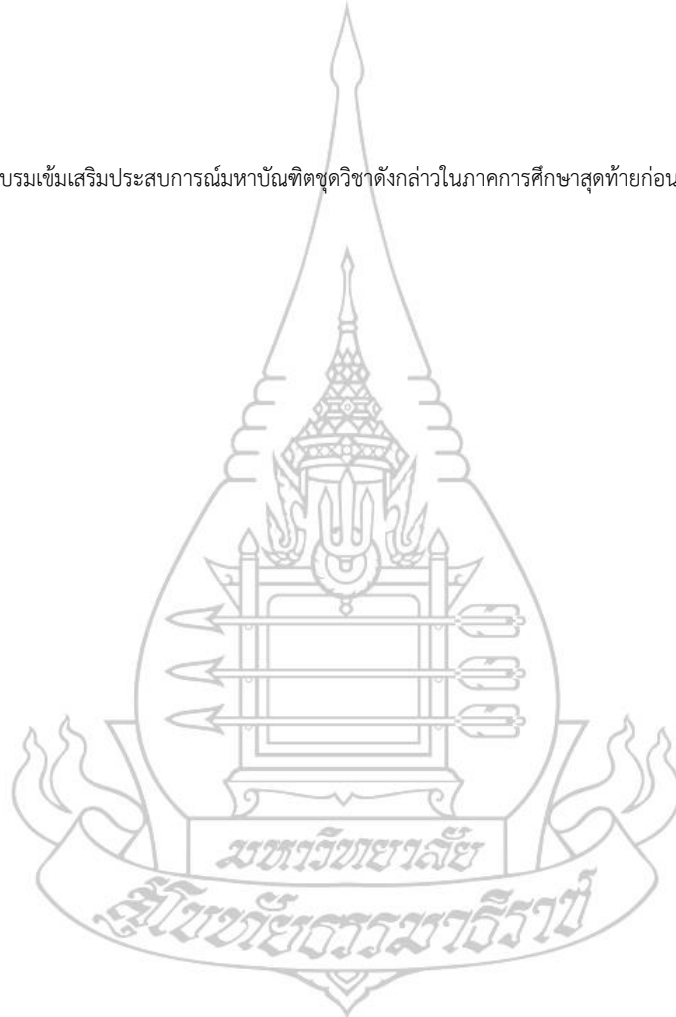 บรมเข้มเสริมประสบการณ์มหาบัณฑิตชุดวิชาดังกล่าวในภาคการศึกษาสุดท้ายก่อน
มหาวิทยาลัย
สุโขทัยธรรมาธิราช